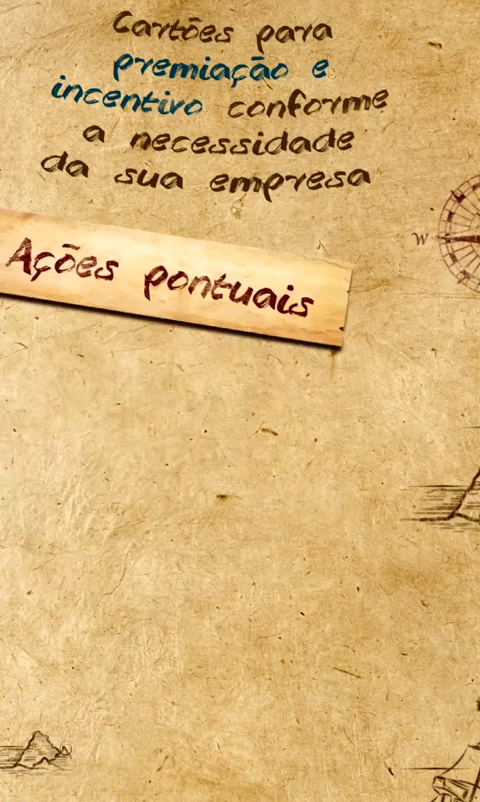 Cartões para
premiação e
incentivo conforme
a necessidade
da sua empresa
W
Ações pontuais